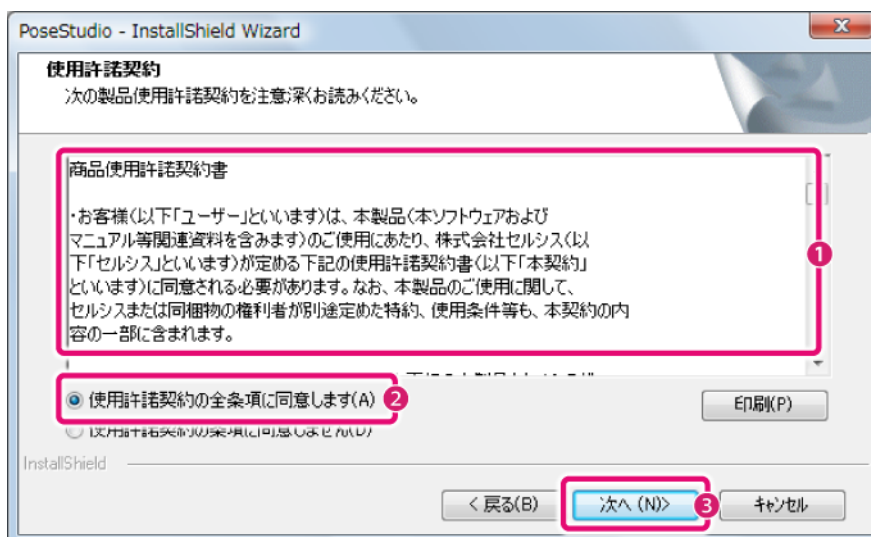 PoseStudio - InstallShield Wizard
使用許諾契約
次の製品使用許諾契約を注意深くお読みください。
商品使用許諾契約書
・お客様(以下「ユーザー」といいます)は、本製品(本ソフトウェアおよび
マニュアル等関連資料を含みます)のご使用にあたり、株式会社セルシス(以
下「セルシス」といいます)が定める下記の使用許諾契約書(以下「本契約」
といいます)に同意される必要があります。なお、本製品のご使用に関して、
セルシスまたは同梱物の権利者が別途定めた特約、使用条件等も、本契約の内
容の一部に含まれます。
1
使用許諾契約の全条項に同意します(A) 2
印刷(P)
使用許諾契約の条項に同意しません(D)
InstallShield
< 戻る(B) 次へ (N)> 3 キャンセル